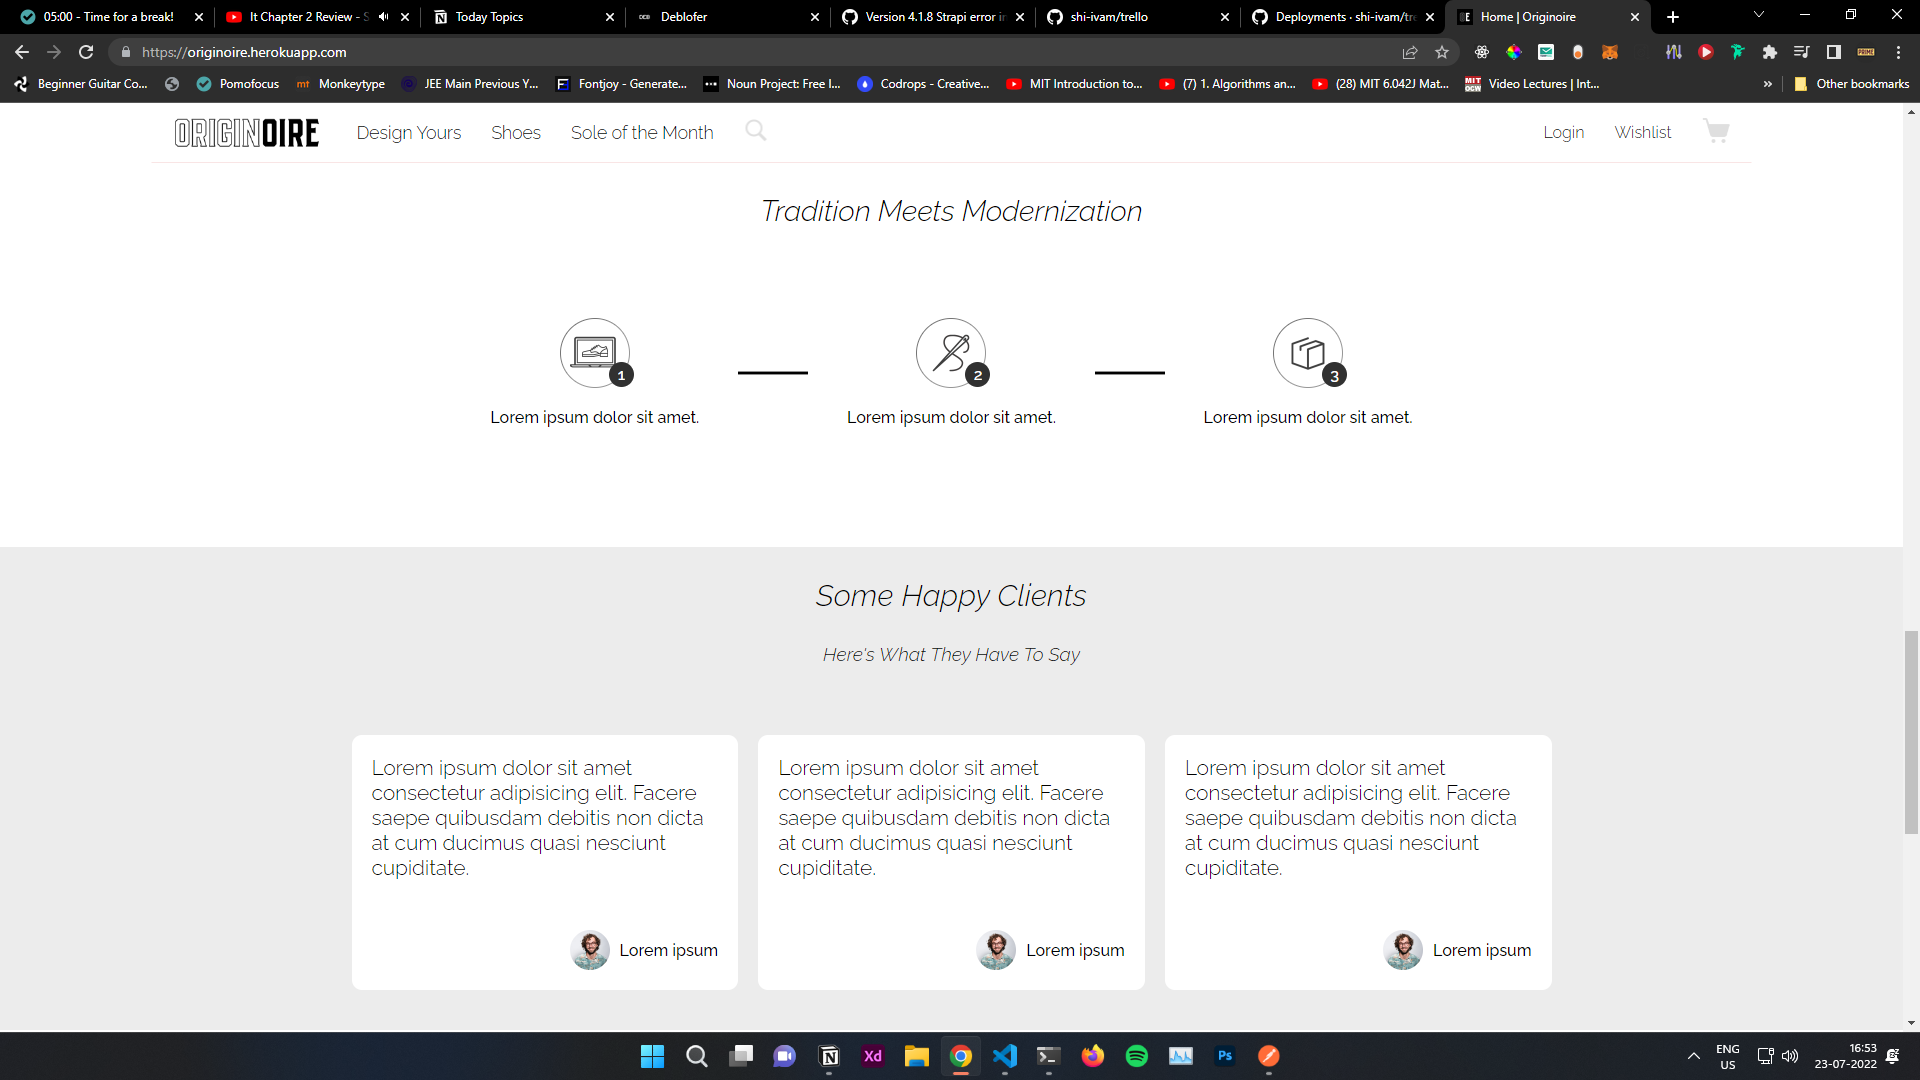 05:00 - Time for a break!
It Chapter 2 Review - S
Today Topics
DCD
Deblofer
Version 4.1.8 Strapi error in
shi-ivam/trello
Deployments · shi-ivam/tre
Home | Originoire
https://originoire.herokuapp.com
PRIME
Beginner Guitar Co...
Pomofocus
mt Monkeytype
JEE Main Previous Y...
Fontjoy - Generate...
Noun Project: Free I...
Codrops - Creative...
MIT Introduction to...
(7) 1. Algorithms an...
(28) MIT 6.042J Mat...
MIT OCW Video Lectures | Int...
»
Other bookmarks
ORIGINOIRE
Design Yours
Shoes
Sole of the Month
Login
Wishlist
Tradition Meets Modernization
1
2
3
Lorem ipsum dolor sit amet.
Lorem ipsum dolor sit amet.
Lorem ipsum dolor sit amet.
Some Happy Clients
Here's What They Have To Say
Lorem ipsum dolor sit amet
consectetur adipisicing elit. Facere
saepe quibusdam debitis non dicta
at cum ducimus quasi nesciunt
cupiditate.
Lorem ipsum
Lorem ipsum dolor sit amet
consectetur adipisicing elit. Facere
saepe quibusdam debitis non dicta
at cum ducimus quasi nesciunt
cupiditate.
Lorem ipsum
Lorem ipsum dolor sit amet
consectetur adipisicing elit. Facere
saepe quibusdam debitis non dicta
at cum ducimus quasi nesciunt
cupiditate.
Lorem ipsum
Xd
Ps
ENG
US
16:53
23-07-2022